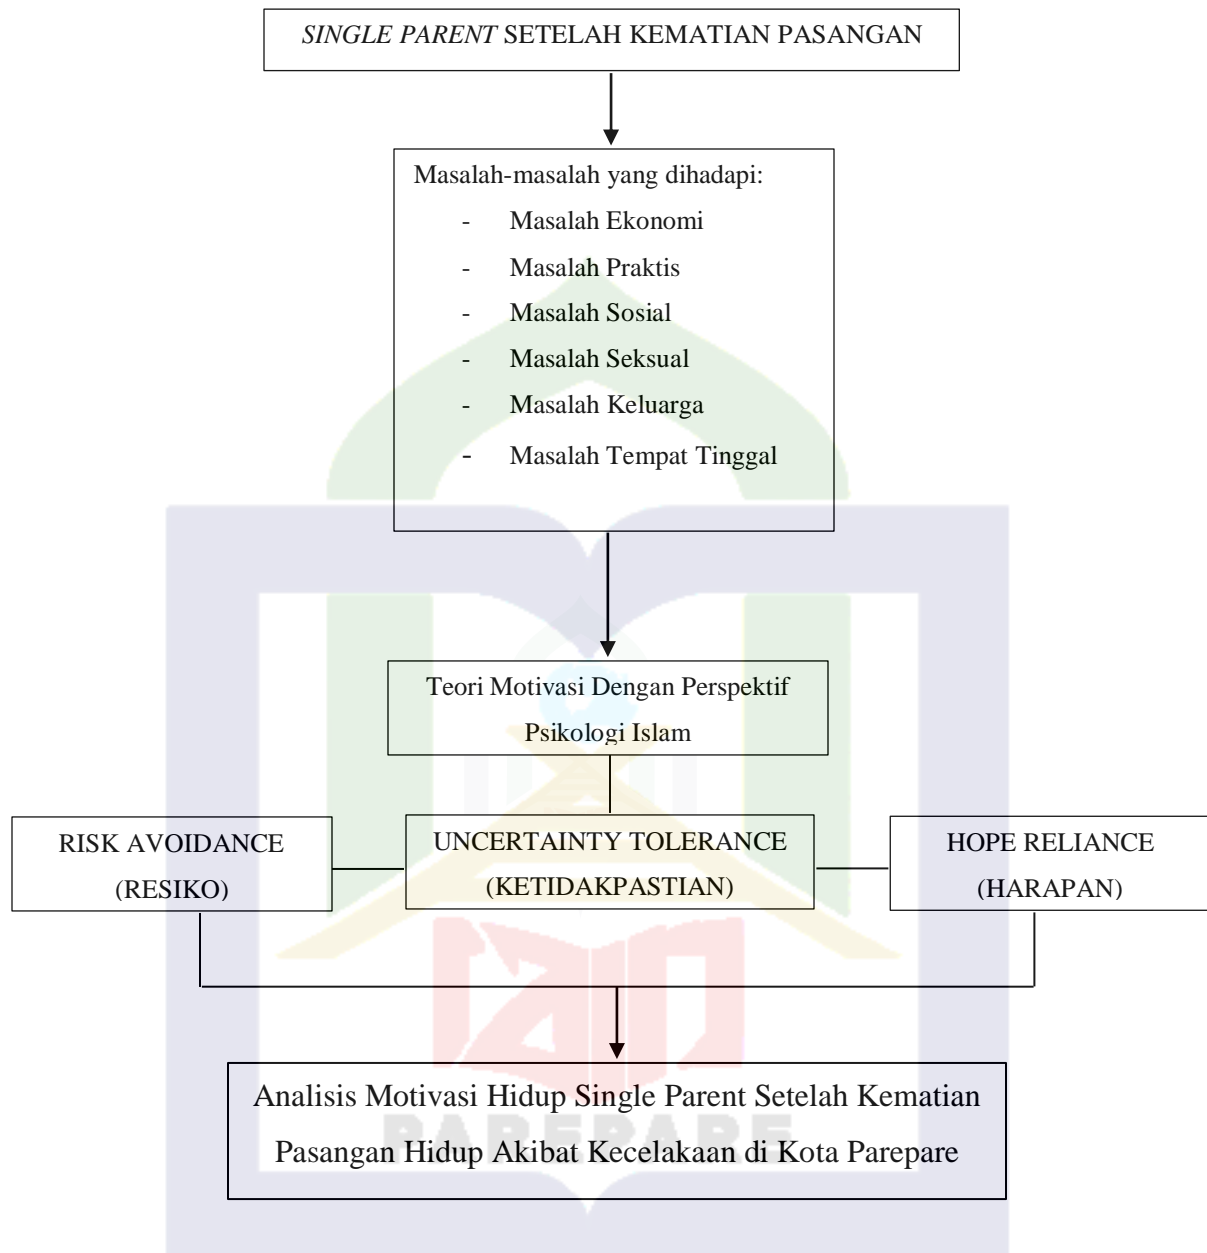 SINGLE PARENT SETELAH KEMATIAN PASANGAN
Masalah-masalah yang dihadapi:
- Masalah Ekonomi
- Masalah Praktis
- Masalah Sosial
- Masalah Seksual
- Masalah Keluarga
- Masalah Tempat Tinggal
Teori Motivasi Dengan Perspektif
Psikologi Islam
RISK AVOIDANCE
(RESIKO)
UNCERTAINTY TOLERANCE
(KETIDAKPASTIAN)
HOPE RELIANCE
(HARAPAN)
Analisis Motivasi Hidup Single Parent Setelah Kematian
Pasangan Hidup Akibat Kecelakaan di Kota Parepare
PAREPARE